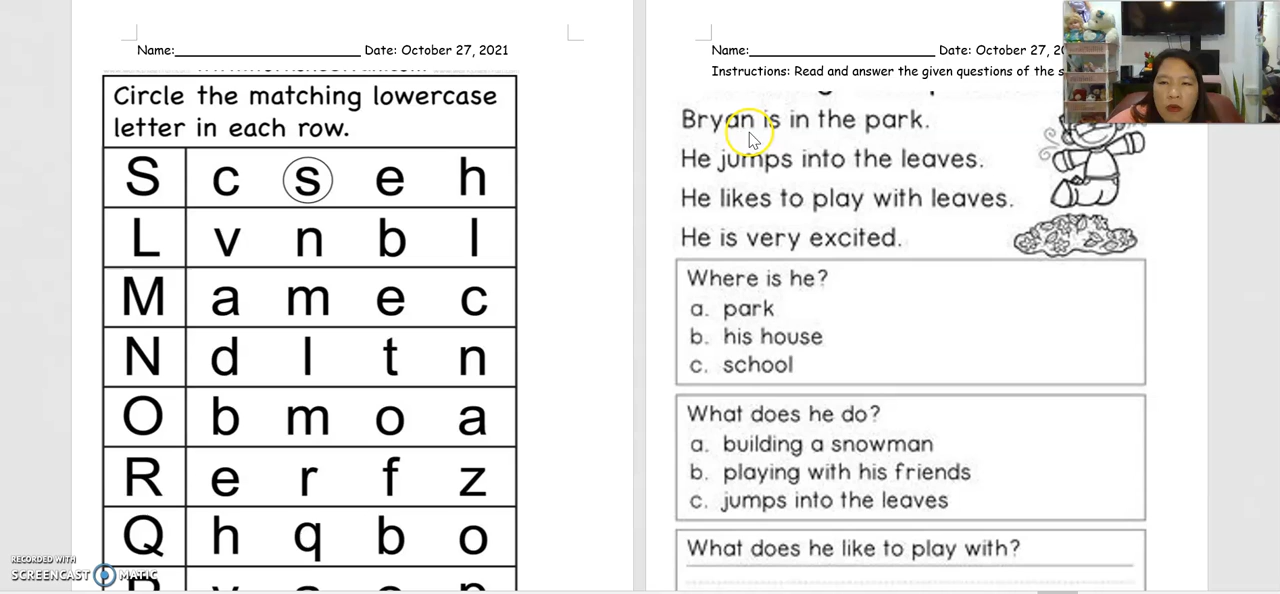 Name:__________________________ Date: October 27, 2021
Circle the matching lowercase
letter in each row.
S c s e h
L v n b l
M a m e c
N d l t n
O b m o a
R e r f z
Q h q b o
Name:__________________________ Date: October 27, 20
Instructions: Read and answer the given questions of the s
Bryan is in the park.
He jumps into the leaves.
He likes to play with leaves.
He is very excited.
Where is he?
a. park
b. his house
c. school
What does he do?
a. building a snowman
b. playing with his friends
c. jumps into the leaves
What does he like to play with?
RECORDED WITH
SCREENCAST MATIC